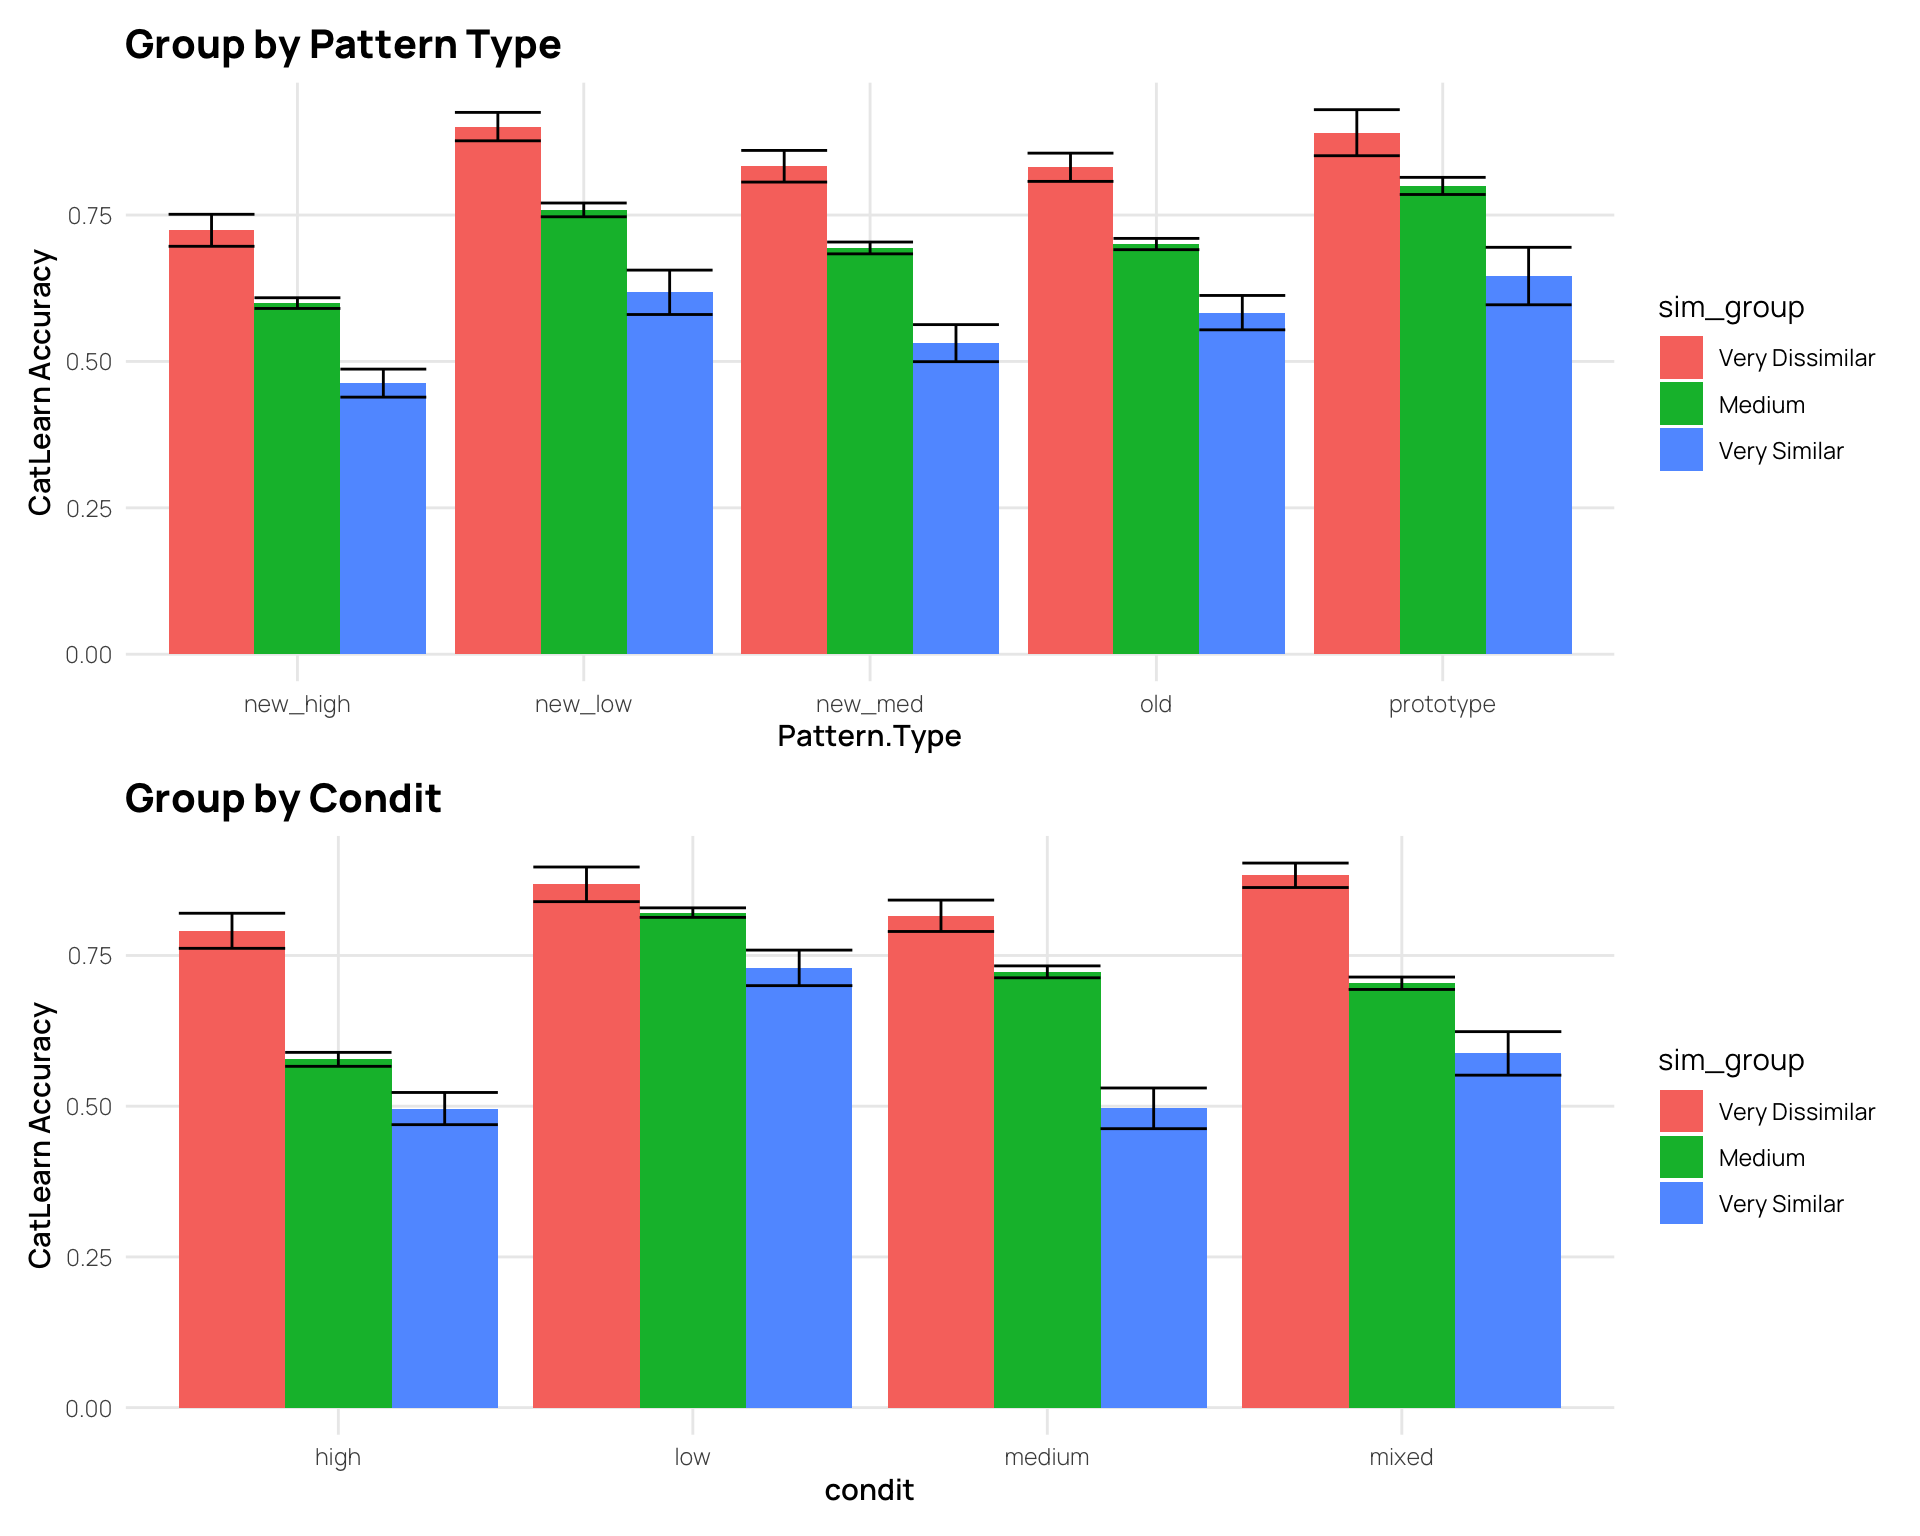 Group by Pattern Type
CatLearn Accuracy
0.75
0.50
0.25
0.00
new_high
new_low
new_med
old
prototype
Pattern.Type
sim_group
Very Dissimilar
Medium
Very Similar
Group by Condit
CatLearn Accuracy
0.75
0.50
0.25
0.00
high
low
medium
mixed
condit
sim_group
Very Dissimilar
Medium
Very Similar